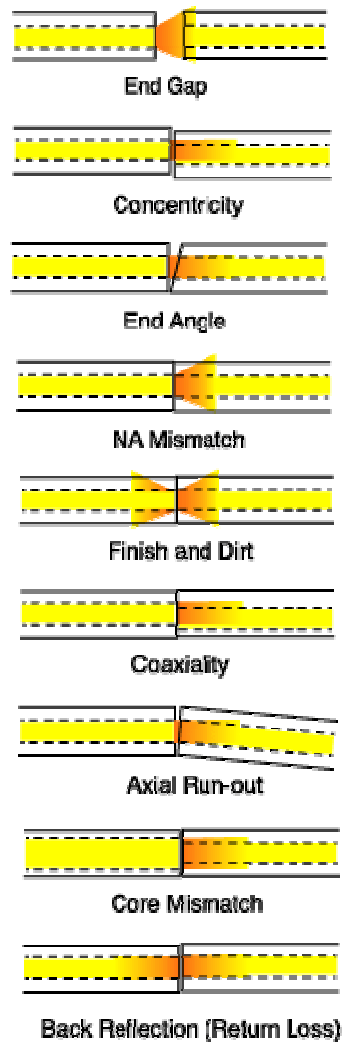 End Gap
Concentricity
End Angle
NA Mismatch
Finish and Dirt
Coaxiality
Axial Run-out
Core Mismatch
Back Reflection (Return Loss)